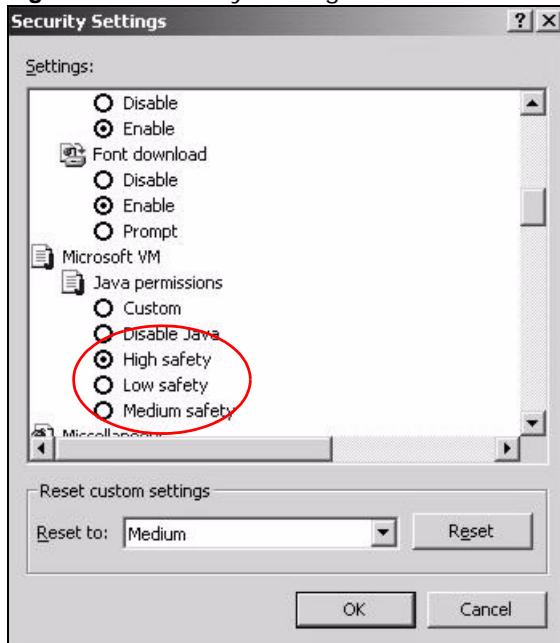 Security Settings
Settings:
Disable
Enable
Font download
Disable
Enable
Prompt
Microsoft VM
Java permissions
Custom
Disable Java
High safety
Low safety
Medium safety
Miscellaneous
Reset custom settings
Reset to: Medium Reset
OK Cancel